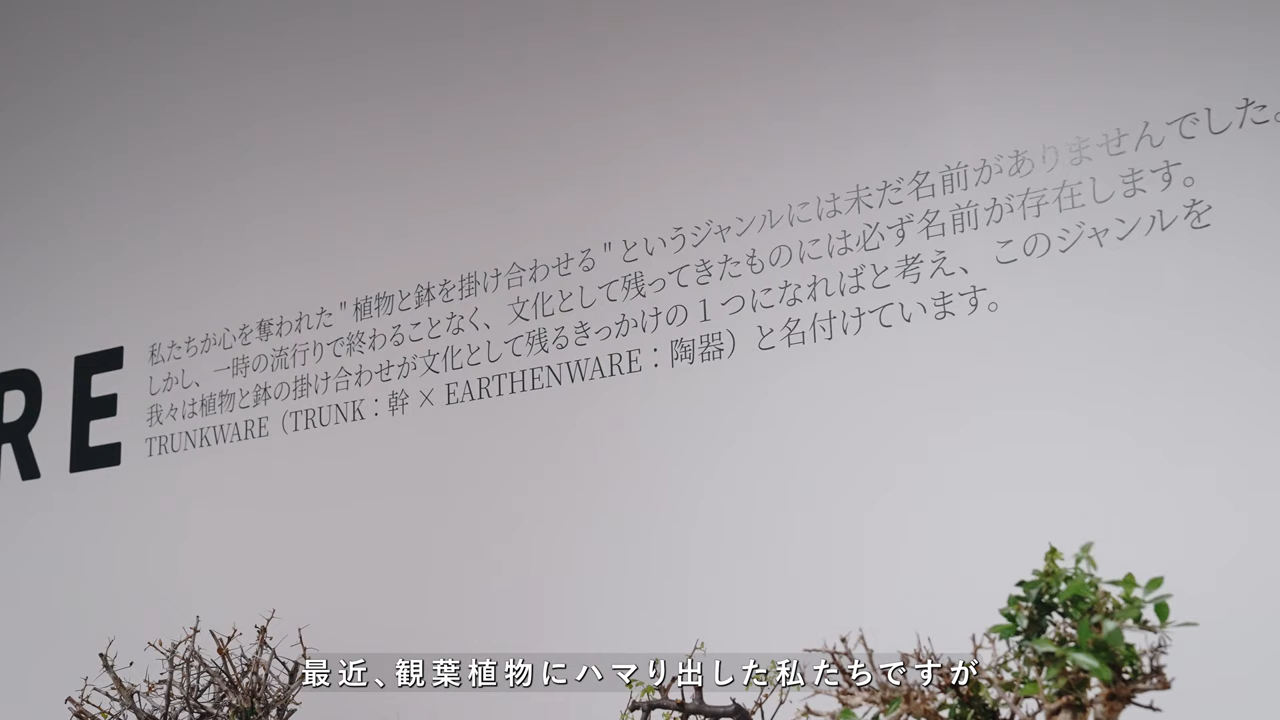 RE
私たちが心を奪われた"植物と鉢を掛け合わせる"というジャンルには未だ名前がありませんでした。
しかし、一時の流行りで終わることなく、文化として残ってきたものには必ず名前が存在します。
我々は植物と鉢の掛け合わせが文化として残るきっかけの1つになればと考え、このジャンルを
TRUNKWARE（TRUNK：幹 × EARTHENWARE：陶器）と名付けています。
最近、観葉植物にハマり出した私たちですが